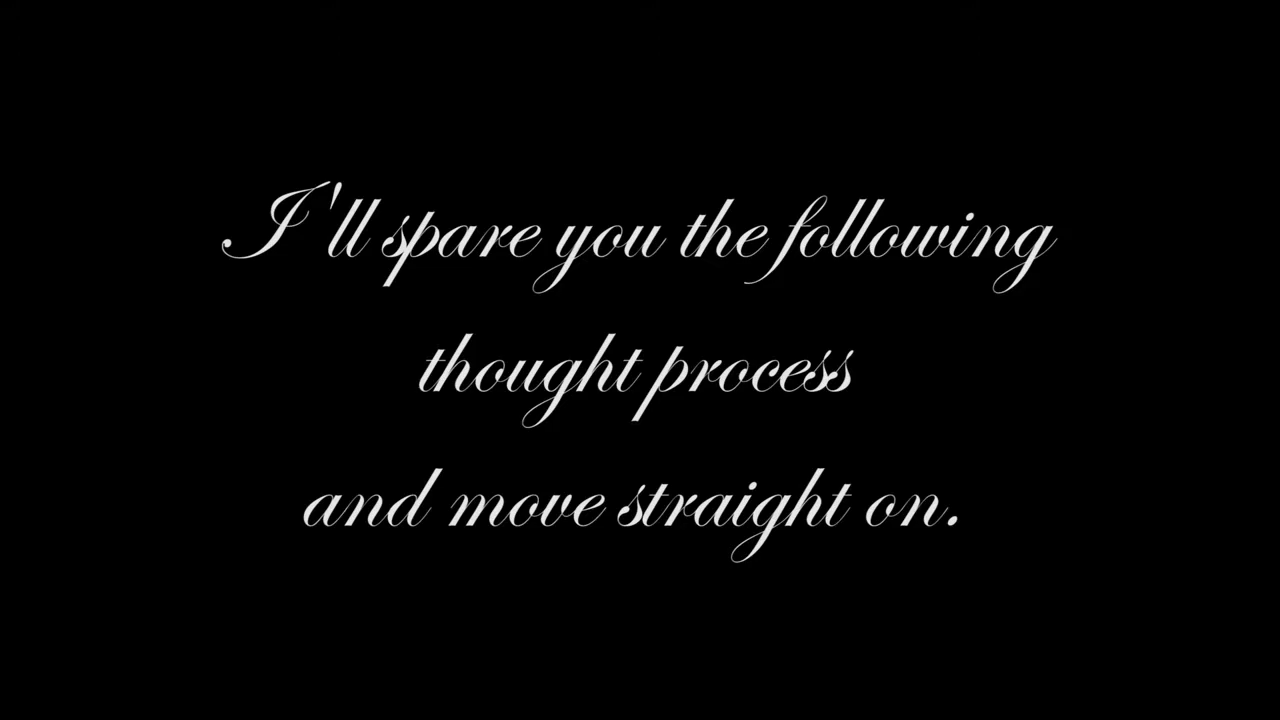 I'll spare you the following
thought process
and move straight on.